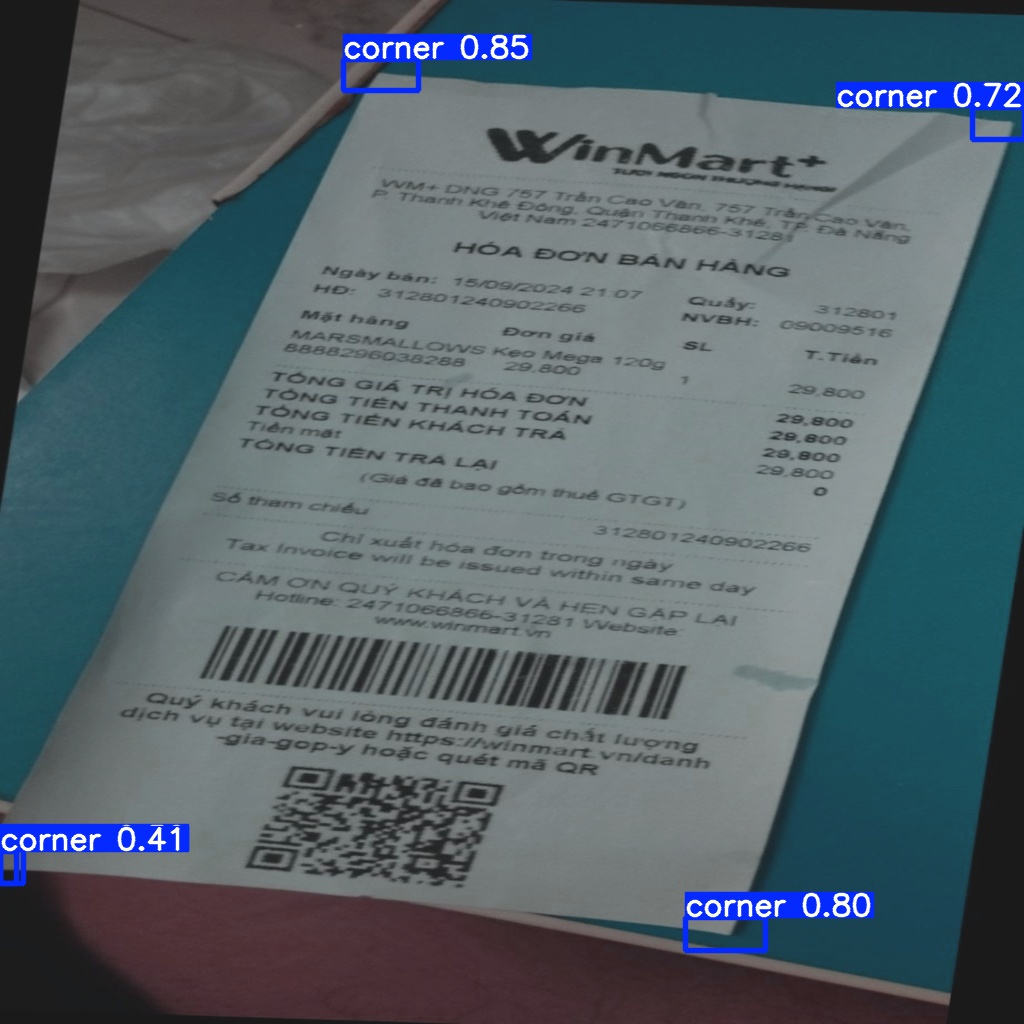 corner 0.85
corner 0.72
WinMart+
TƯƠI NGON THƯỢNG HẠNG
WM+ DNG 757 Trần Cao Vân, 757 Trần Cao Vân,
P. Thanh Khê Đông, Quận Thanh Khê, TP. Đà Nẵng
Việt Nam 2471066866-31281
HÓA ĐƠN BÁN HÀNG
Ngày bán: 15/09/2024 21:07 Quầy: 312801
HĐ: 312801240902266 NVBH: 09009516
Mặt hàng Đơn giá SL T.Tiền
MARSMALLOWS Kẹo Mega 120g
8888296038288 29,800 1 29,800
TỔNG GIÁ TRỊ HÓA ĐƠN 29,800
TỔNG TIỀN THANH TOÁN 29,800
TỔNG TIỀN KHÁCH TRẢ 29,800
Tiền mặt 29,800
TỔNG TIỀN TRẢ LẠI 0
(Giá đã bao gồm thuế GTGT)
Số tham chiếu 312801240902266
Chỉ xuất hóa đơn trong ngày
Tax Invoice will be issued within same day
CẢM ƠN QUÝ KHÁCH VÀ HẸN GẶP LẠI
Hotline: 2471066866-31281 Website:
www.winmart.vn
Quý khách vui lòng đánh giá chất lượng
dịch vụ tại website https://winmart.vn/danh
-gia-gop-y hoặc quét mã QR
corner 0.41
corner 0.80